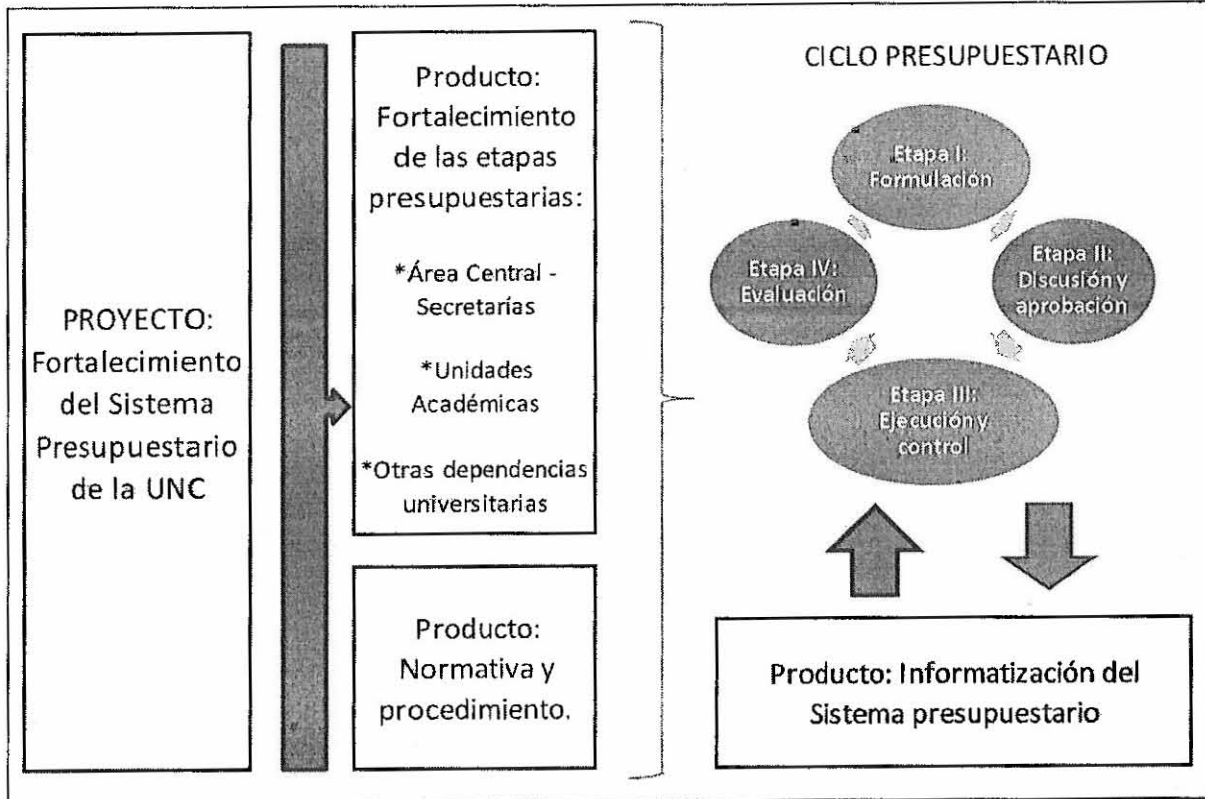 PROYECTO:
Fortalecimiento
del Sistema
Presupuestario
de la UNC
Producto:
Fortalecimiento
de las etapas
presupuestarias:
*Área Central -
Secretarías
*Unidades
Académicas
*Otras dependencias
universitarias
Producto:
Normativa y
procedimiento.
CICLO PRESUPUESTARIO
Etapa I:
Formulación
Etapa II:
Discusión y
aprobación
Etapa III:
Ejecución y
control
Etapa IV:
Evaluación
Producto: Informatización del
Sistema presupuestario